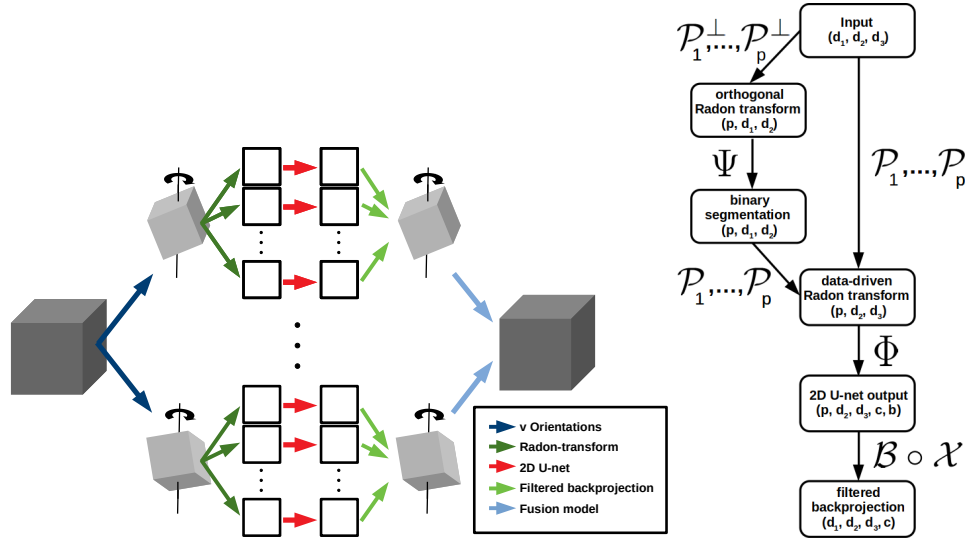 v Orientations
Radon-transform
2D U-net
Filtered backprojection
Fusion model
Input
(d₁, d₂, d₃)
𝒫₁^⊥,...,𝒫ₚ^⊥
orthogonal
Radon transform
(p, d₁, d₂)
Ψ
𝒫₁,...,𝒫ₚ
binary
segmentation
(p, d₁, d₂)
𝒫₁,...,𝒫ₚ
data-driven
Radon transform
(p, d₂, d₃)
Φ
2D U-net output
(p, d₂, d₃, c, b)
ℬ ∘ 𝒳
filtered
backprojection
(d₁, d₂, d₃, c)